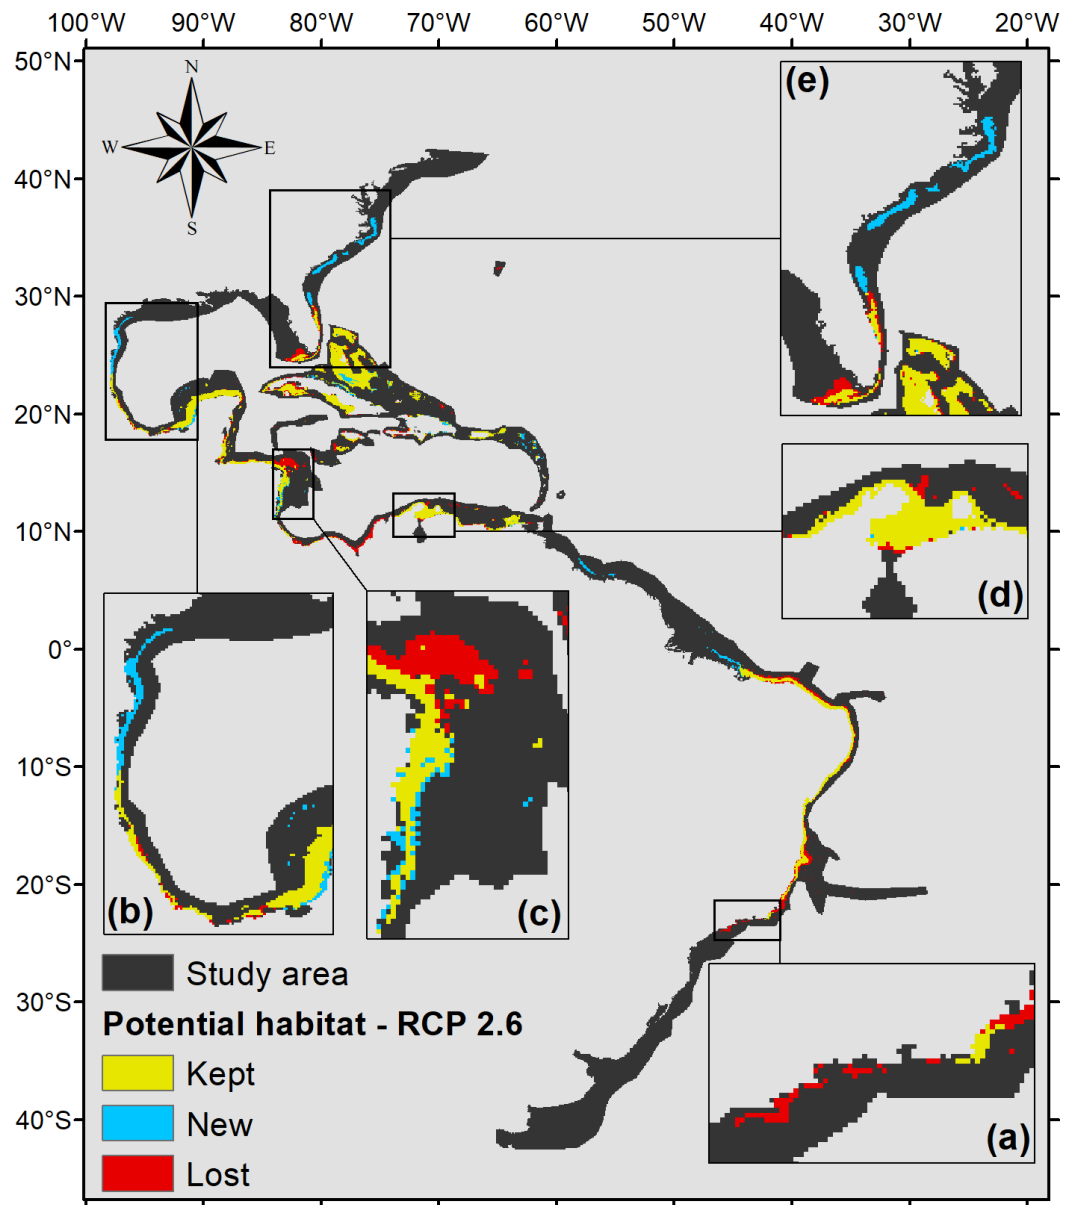 100°W 90°W 80°W 70°W 60°W 50°W 40°W 30°W 20°W
50°N
40°N
30°N
20°N
10°N
0°
10°S
20°S
30°S
40°S
N
W E
S
(e)
(d)
(b)
(c)
(a)
Study area
Potential habitat - RCP 2.6
Kept
New
Lost